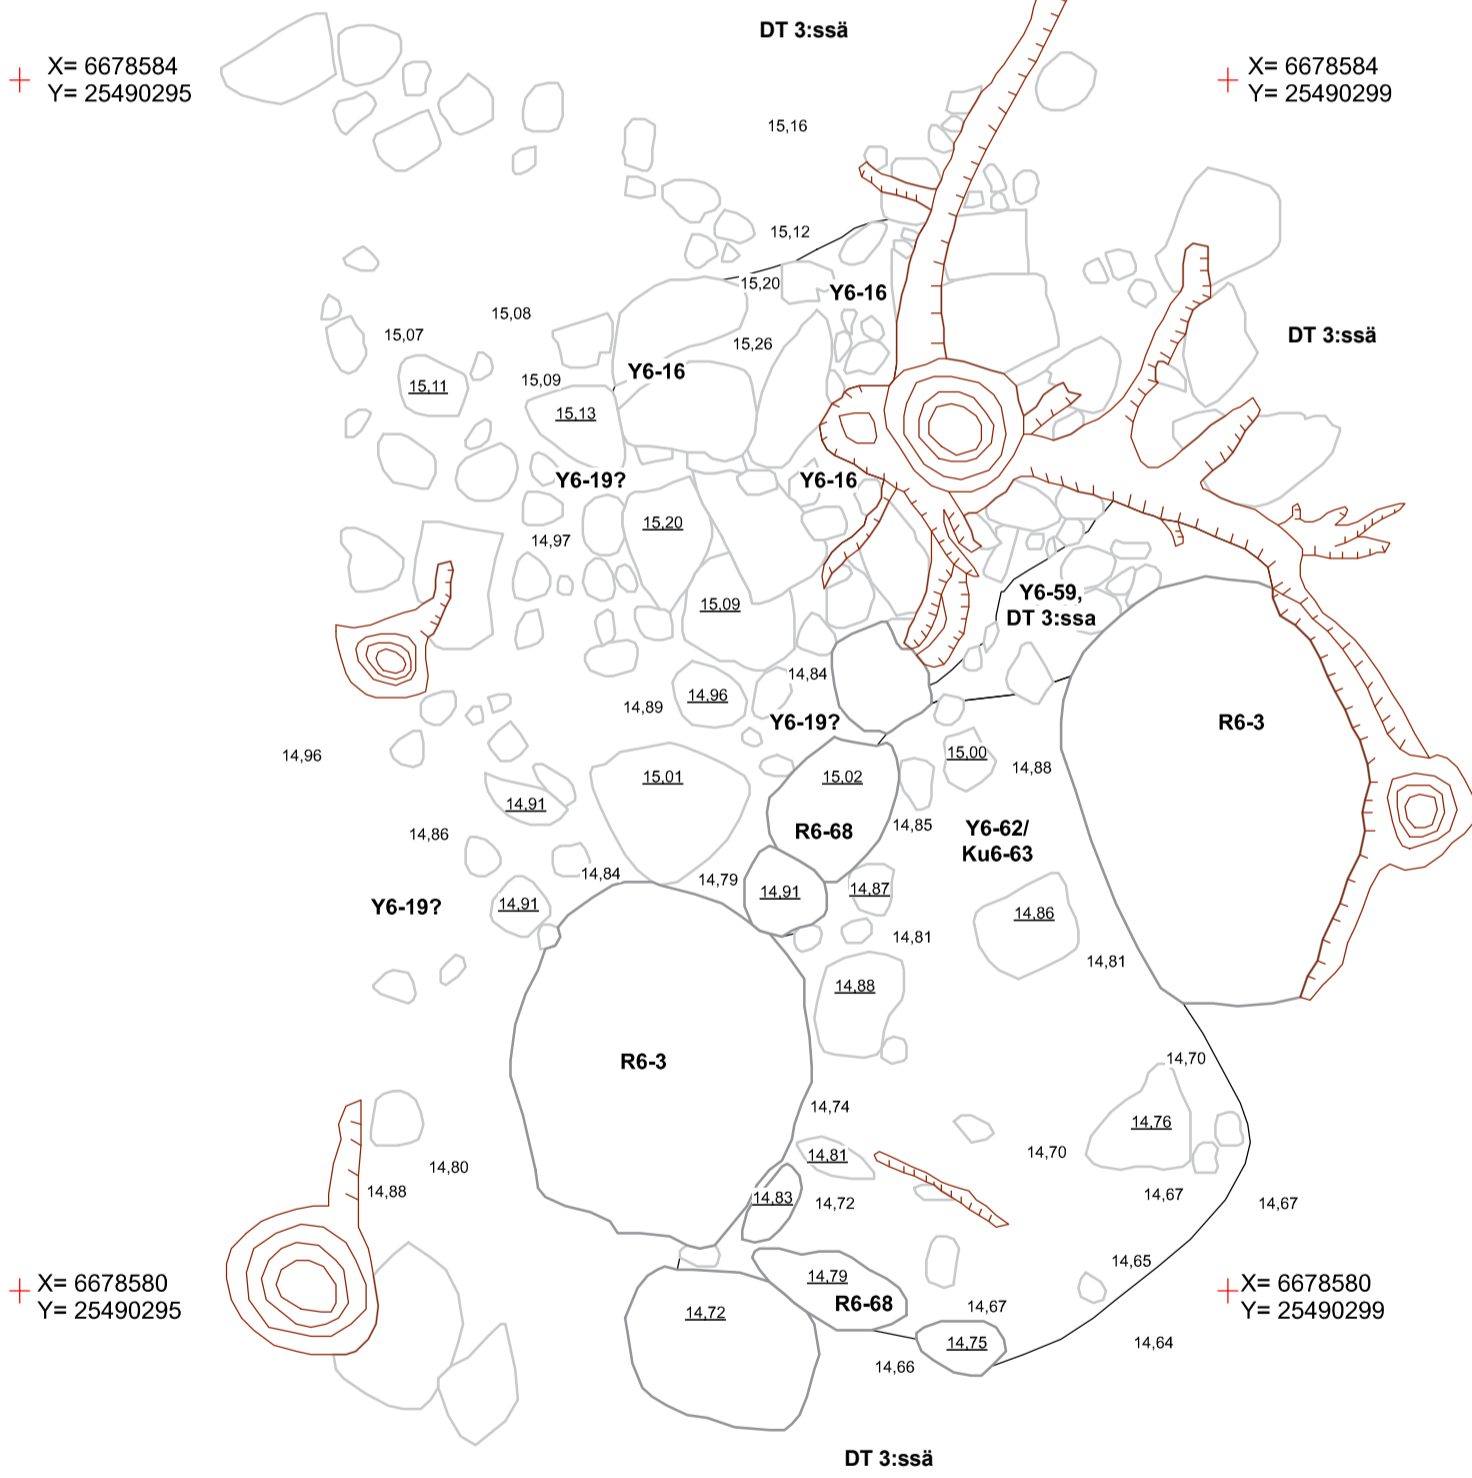 DT 3:ssä
X= 6678584
Y= 25490295
X= 6678584
Y= 25490299
15,16
15,12
15,20
Y6-16
15,08
15,07
15,26
DT 3:ssä
Y6-16
15,09
15,11
15,13
Y6-19?
Y6-16
15,20
14,97
Y6-59,
DT 3:ssa
15,09
14,84
14,96
14,89
Y6-19?
R6-3
14,96
15,00
14,88
15,01
15,02
14,91
14,86
R6-68
14,85
Y6-62/
Ku6-63
14,84
14,79
14,91
14,87
Y6-19?
14,91
14,86
14,81
14,81
14,88
R6-3
14,70
14,74
14,76
14,70
14,81
14,80
14,88
14,83
14,72
14,67
14,67
14,65
X= 6678580
Y= 25490295
14,79
R6-68
14,67
X= 6678580
Y= 25490299
14,72
14,75
14,64
14,66
DT 3:ssä